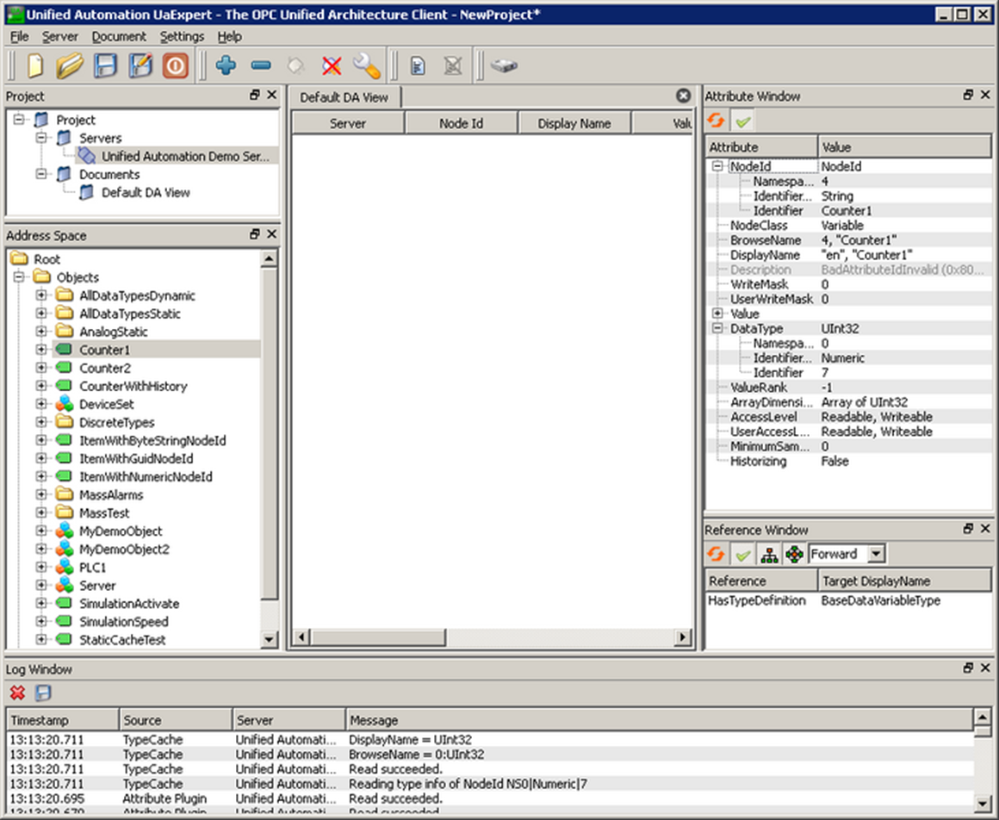 Unified Automation UaExpert - The OPC Unified Architecture Client - NewProject*
File Server Document Settings Help
Project
Project
Servers
Unified Automation Demo Ser...
Documents
Default DA View
Address Space
Root
Objects
AllDataTypesDynamic
AllDataTypesStatic
AnalogStatic
Counter1
Counter2
CounterWithHistory
DeviceSet
DiscreteTypes
ItemWithByteStringNodeId
ItemWithGuidNodeId
ItemWithNumericNodeId
MassAlarms
MassTest
MyDemoObject
MyDemoObject2
PLC1
Server
SimulationActivate
SimulationSpeed
StaticCacheTest
Default DA View
Server Node Id Display Name Valu
Attribute Window
Attribute Value
NodeId NodeId
Namespa... 4
Identifier... String
Identifier Counter1
NodeClass Variable
BrowseName 4, "Counter1"
DisplayName "en", "Counter1"
Description BadAttributeIdInvalid (0x80...
WriteMask 0
UserWriteMask 0
Value
DataType UInt32
Namespa... 0
Identifier... Numeric
Identifier 7
ValueRank -1
ArrayDimensi... Array of UInt32
AccessLevel Readable, Writeable
UserAccessL... Readable, Writeable
MinimumSam... 0
Historizing False
Reference Window
Forward
Reference Target DisplayName
HasTypeDefinition BaseDataVariableType
Log Window
Timestamp Source Server Message
13:13:20.711 TypeCache Unified Automati... DisplayName = UInt32
13:13:20.711 TypeCache Unified Automati... BrowseName = 0:UInt32
13:13:20.711 TypeCache Unified Automati... Read succeeded.
13:13:20.711 TypeCache Unified Automati... Reading type info of NodeId NS0|Numeric|7
13:13:20.695 Attribute Plugin Unified Automati... Read succeeded.
13:13:20.679 Attribute Plugin Unified Automati... Read succeeded.